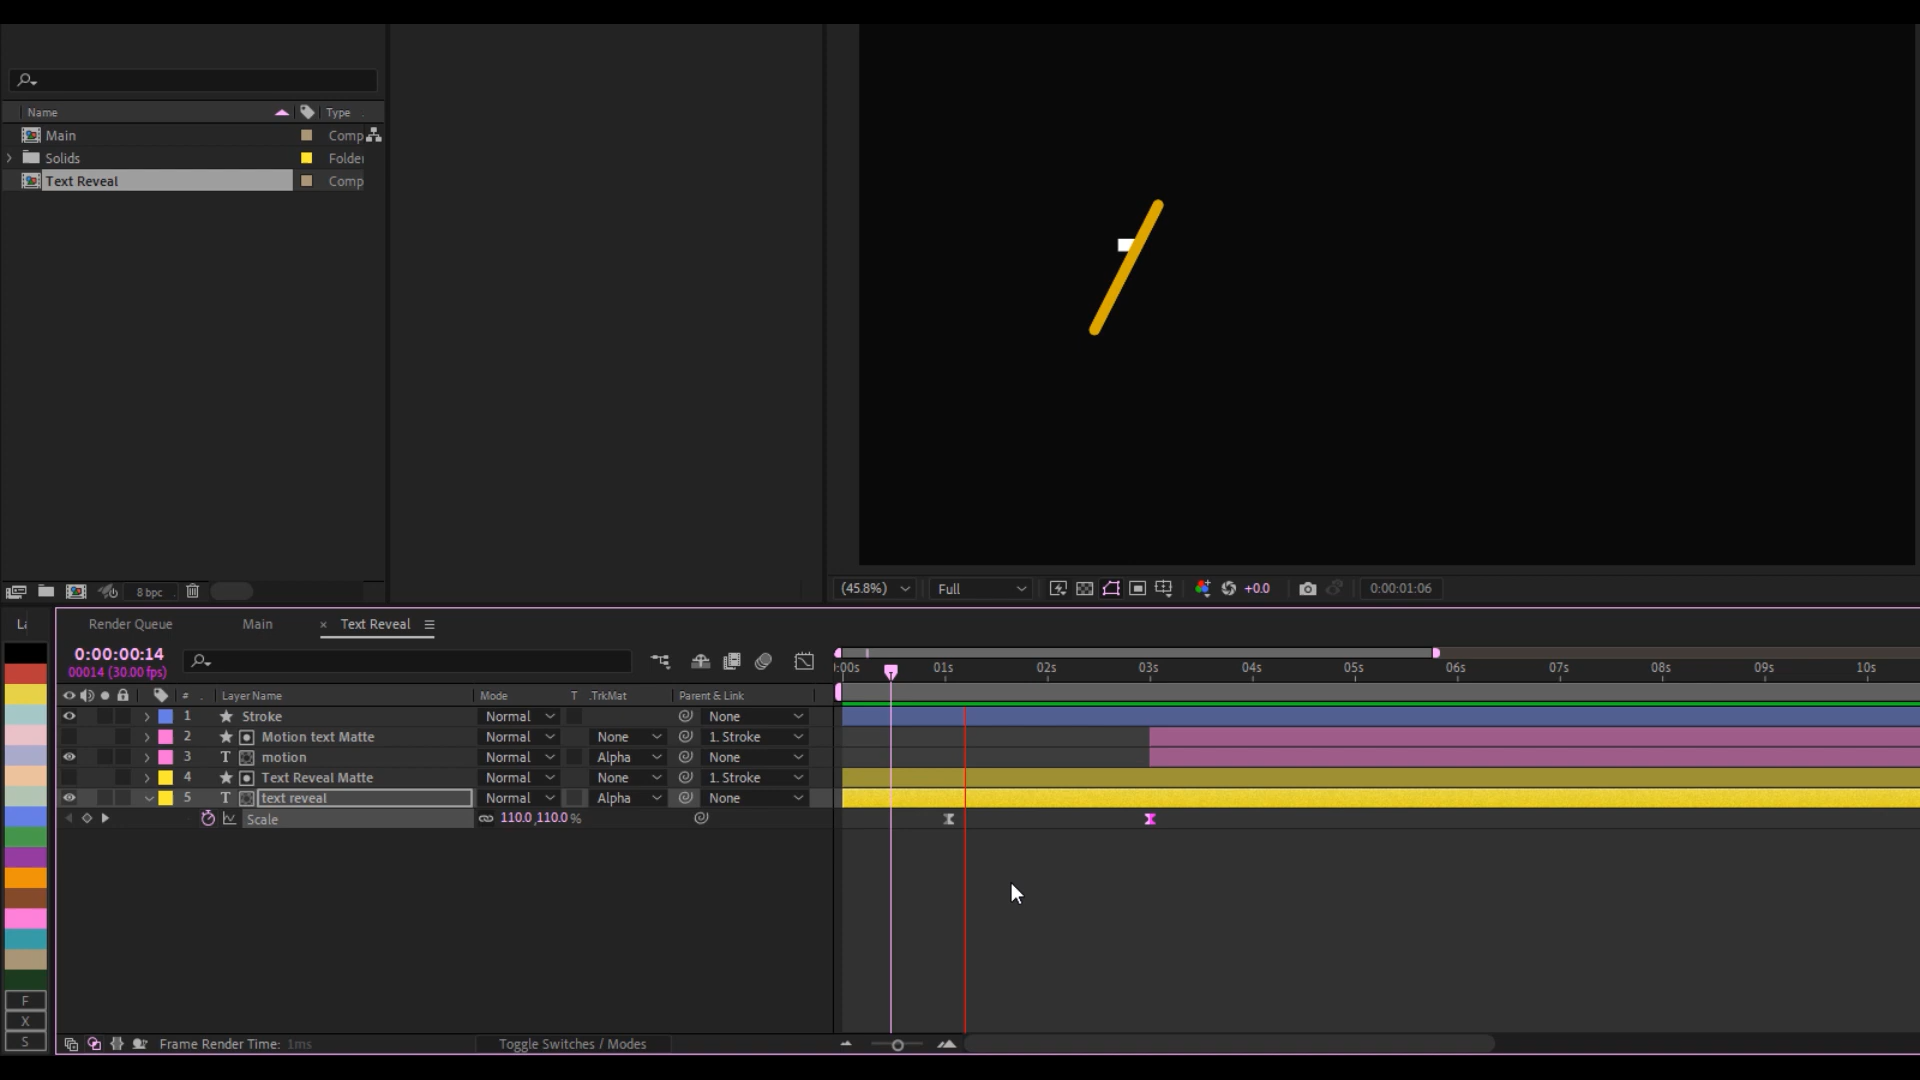 Name Type
Main Comp
Solids Folder
Text Reveal Comp
8 bpc
(45.8%) Full +0.0 0:00:01:06
Render Queue Main × Text Reveal
0:00:00:14
00014 (30.00 fps)
:00s 01s 02s 03s 04s 05s 06s 07s 08s 09s 10s
# Layer Name Mode T .TrkMat Parent & Link
1 Stroke Normal None
2 Motion text Matte Normal None 1. Stroke
3 T motion Normal Alpha None
4 Text Reveal Matte Normal None 1. Stroke
5 T text reveal Normal Alpha None
Scale 110.0,110.0 %
F
X
S
Frame Render Time: 1ms Toggle Switches / Modes